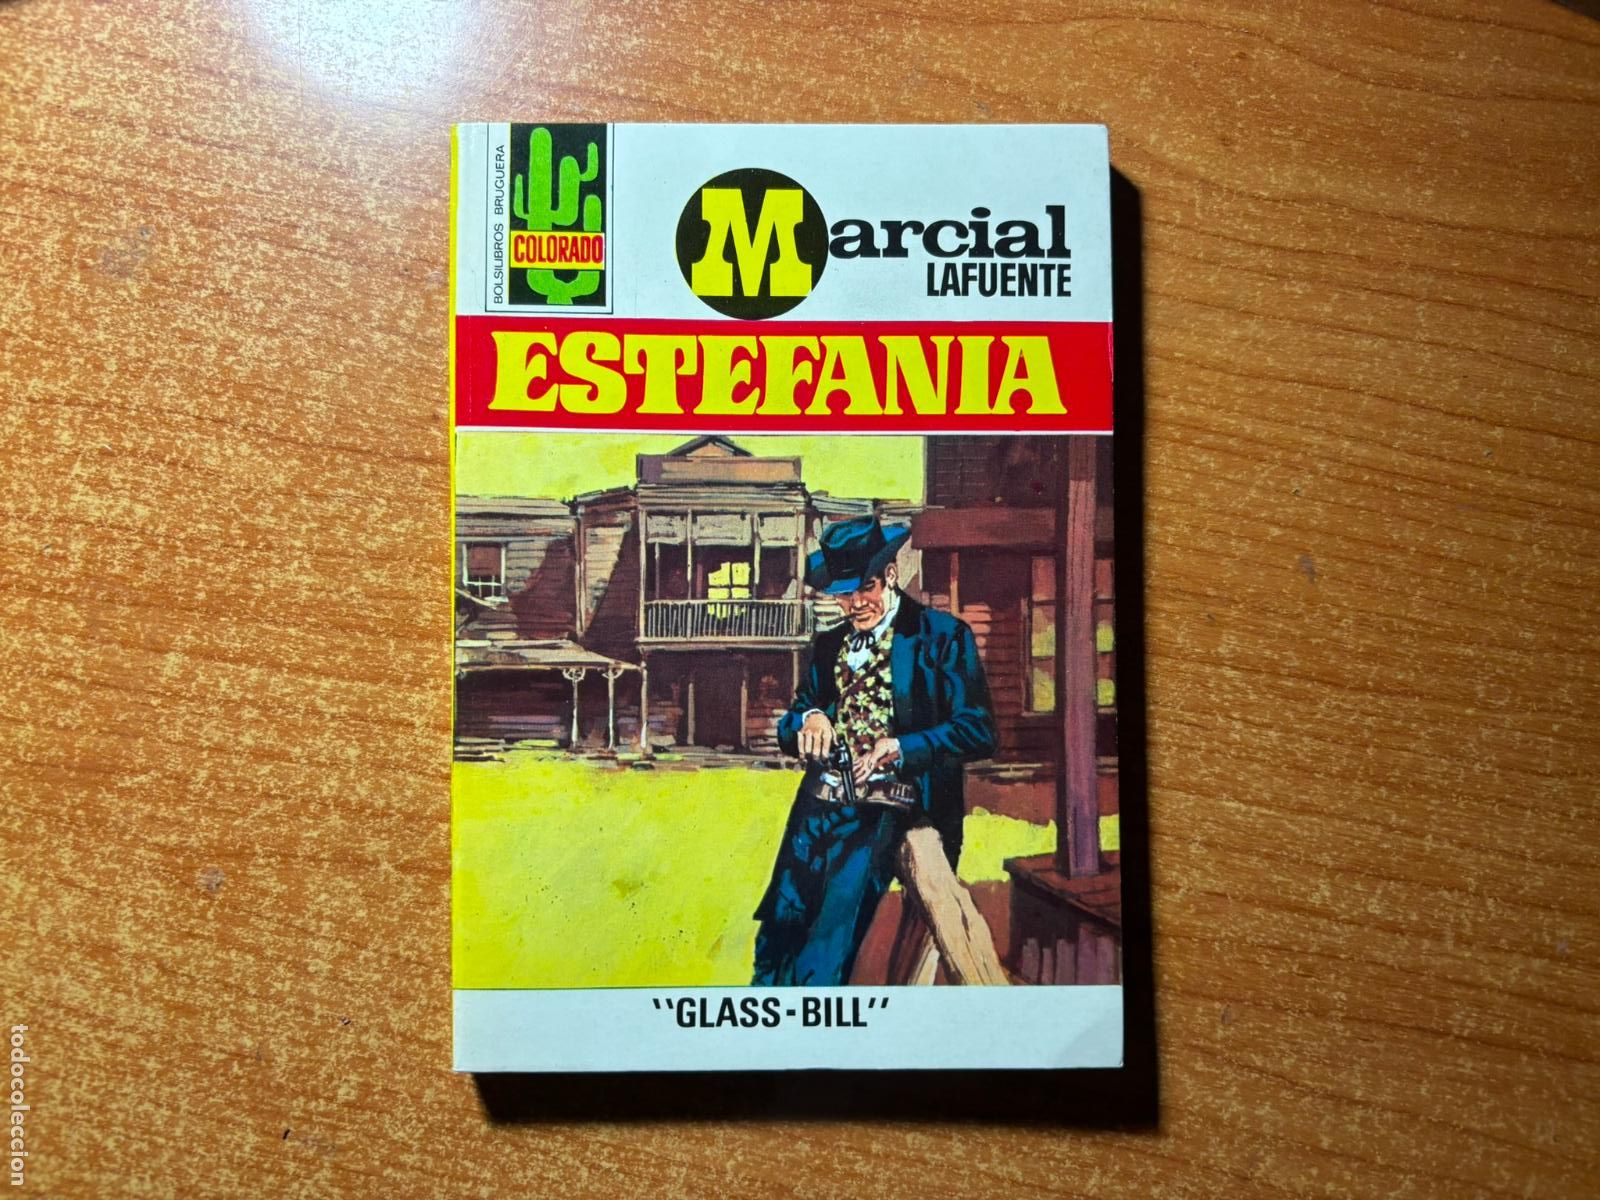 BOLSILIBROS BRUGUERA
COLORADO
Marcial
LAFUENTE
ESTEFANIA
"GLASS-BILL"
todocoleccion